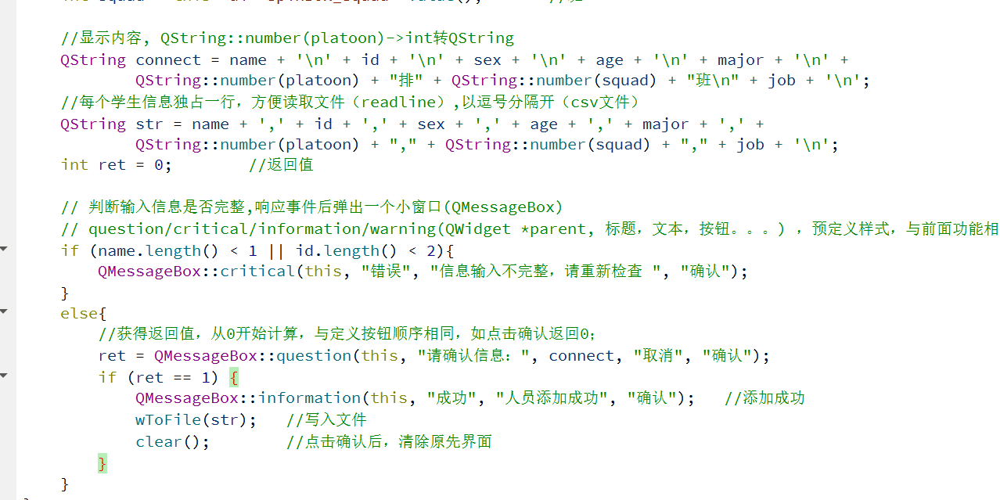 //显示内容, QString::number(platoon)->int转QString
QString connect = name + '\n' + id + '\n' + sex + '\n' + age + '\n' + major + '\n' +
QString::number(platoon) + "排" + QString::number(squad) + "班\n" + job + '\n';
//每个学生信息独占一行，方便读取文件（readline）,以逗号分隔开（csv文件）
QString str = name + ',' + id + ',' + sex + ',' + age + ',' + major + ',' +
QString::number(platoon) + "," + QString::number(squad) + "," + job + '\n';
int ret = 0; //返回值
// 判断输入信息是否完整,响应事件后弹出一个小窗口(QMessageBox)
// question/critical/information/warning(QWidget *parent, 标题，文本，按钮。。。) ，预定义样式，与前面功能相
if (name.length() < 1 || id.length() < 2){
QMessageBox::critical(this, "错误", "信息输入不完整，请重新检查 ", "确认");
}
else{
//获得返回值，从0开始计算，与定义按钮顺序相同，如点击确认返回0；
ret = QMessageBox::question(this, "请确认信息：", connect, "取消", "确认");
if (ret == 1) {
QMessageBox::information(this, "成功", "人员添加成功", "确认"); //添加成功
wToFile(str); //写入文件
clear(); //点击确认后，清除原先界面
}
}